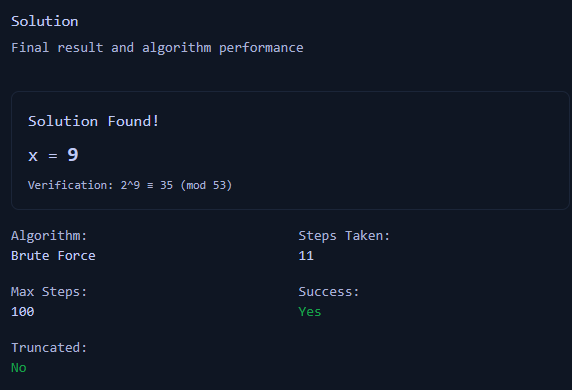 Solution
Final result and algorithm performance
Solution Found!
x = 9
Verification: 2^9 ≡ 35 (mod 53)
Algorithm:
Brute Force
Steps Taken:
11
Max Steps:
100
Success:
Yes
Truncated:
No